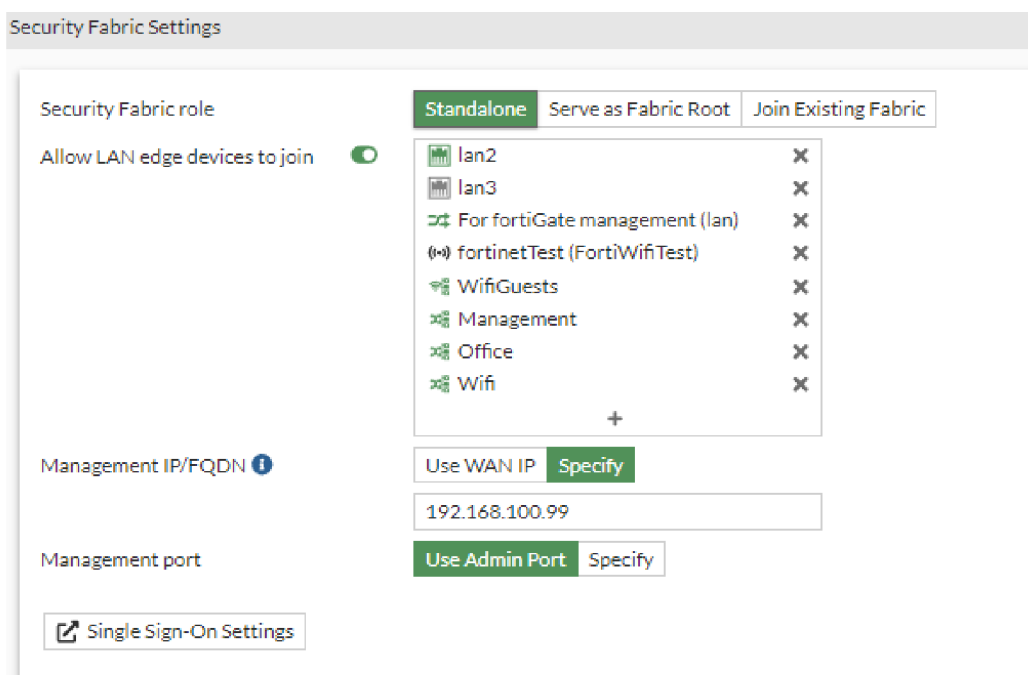 Security Fabric Settings
Security Fabric role Standalone Serve as Fabric Root Join Existing Fabric
Allow LAN edge devices to join lan2
lan3
For fortiGate management (lan)
fortinetTest (FortiWifiTest)
WifiGuests
Management
Office
Wifi
+
Management IP/FQDN Use WAN IP Specify
192.168.100.99
Management port Use Admin Port Specify
Single Sign-On Settings